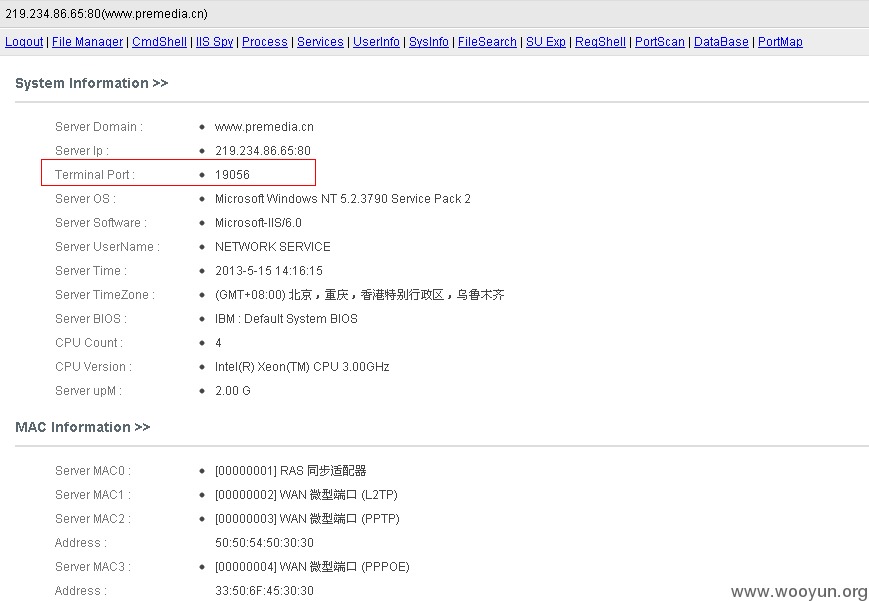 219.234.86.65:80(www.premedia.cn)
Logout | File Manager | CmdShell | IIS Spy | Process | Services | UserInfo | SysInfo | FileSearch | SU Exp | RegShell | PortScan | DataBase | PortMap
System Information >>
Server Domain : • www.premedia.cn
Server Ip : • 219.234.86.65:80
Terminal Port : • 19056
Server OS : • Microsoft Windows NT 5.2.3790 Service Pack 2
Server Software : • Microsoft-IIS/6.0
Server UserName : • NETWORK SERVICE
Server Time : • 2013-5-15 14:16:15
Server TimeZone : • (GMT+08:00) 北京，重庆，香港特别行政区，乌鲁木齐
Server BIOS : • IBM : Default System BIOS
CPU Count : • 4
CPU Version : • Intel(R) Xeon(TM) CPU 3.00GHz
Server upM : • 2.00 G
MAC Information >>
Server MAC0 : • [00000001] RAS 同步适配器
Server MAC1 : • [00000002] WAN 微型端口 (L2TP)
Server MAC2 : • [00000003] WAN 微型端口 (PPTP)
Address : 50:50:54:50:30:30
Server MAC3 : • [00000004] WAN 微型端口 (PPPOE)
Address : 33:50:6F:45:30:30
www.wooyun.org